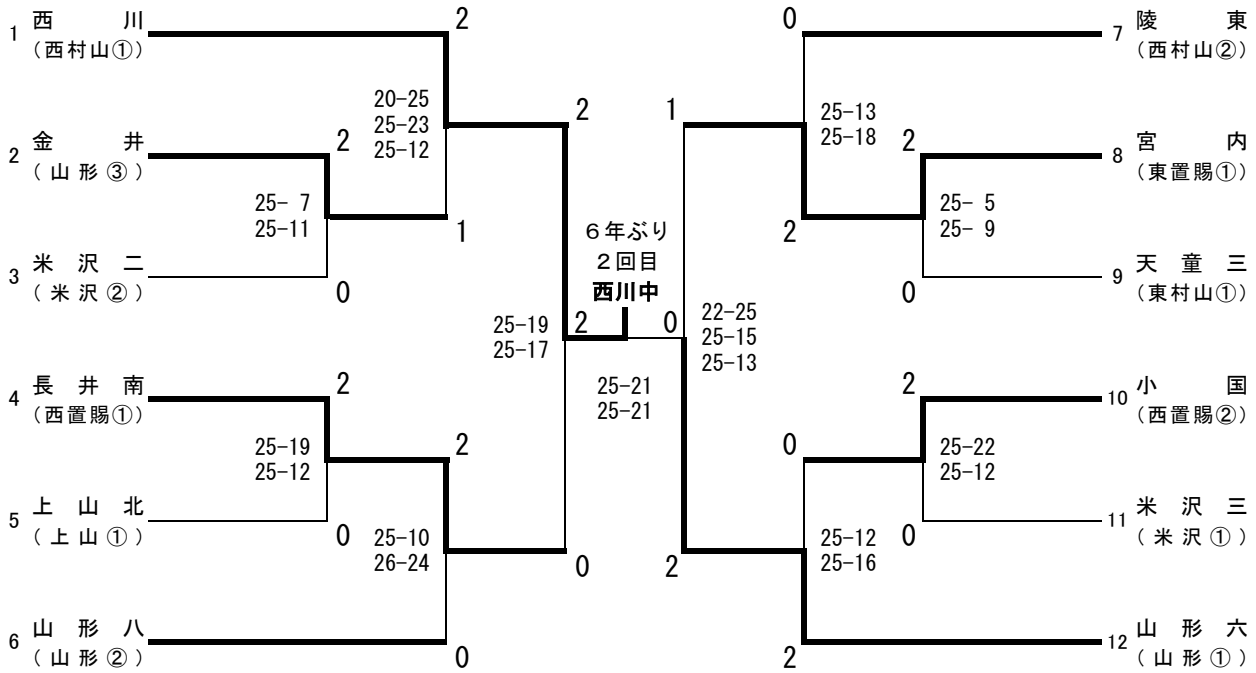 1 西川
（西村山①）
2 金井
（山形③）
3 米沢二
（米沢②）
4 長井南
（西置賜①）
5 上山北
（上山①）
6 山形八
（山形②）
2
20-25
25-23
25-12
2
25- 7
25-11
1
0
2
25-19
25-12
0
2
25-10
26-24
0
2
25-19
25-17
0
６年ぶり
２回目
西川中
2
0
25-21
25-21
1
22-25
25-15
25-13
2
0
25-13
25-18
2
2
25- 5
25- 9
0
2
25-22
25-12
0
0
25-12
25-16
2
7 陵東
（西村山②）
8 宮内
（東置賜①）
9 天童三
（東村山①）
10 小国
（西置賜②）
11 米沢三
（米沢①）
12 山形六
（山形①）